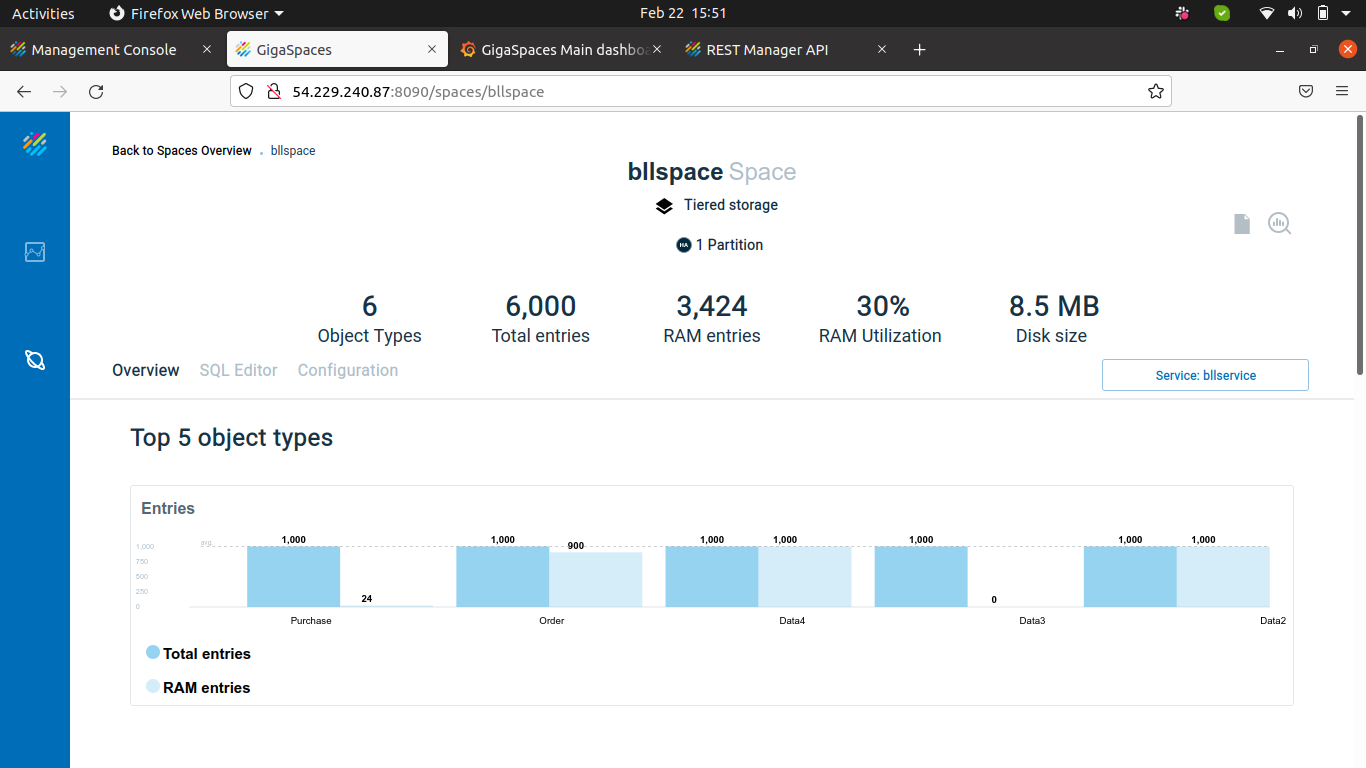 Activities Firefox Web Browser Feb 22 15:51
Management Console GigaSpaces GigaSpaces Main dashbo REST Manager API
54.229.240.87:8090/spaces/bllspace
Back to Spaces Overview bllspace
bllspace Space
Tiered storage
HA 1 Partition
6 6,000 3,424 30% 8.5 MB
Object Types Total entries RAM entries RAM Utilization Disk size
Overview SQL Editor Configuration Service: bllservice
Top 5 object types
Entries
1,000 1,000 1,000 1,000 1,000 1,000 1,000
avg.
1,000 900
750
500
250 24 0
0
Purchase Order Data4 Data3 Data2
Total entries
RAM entries